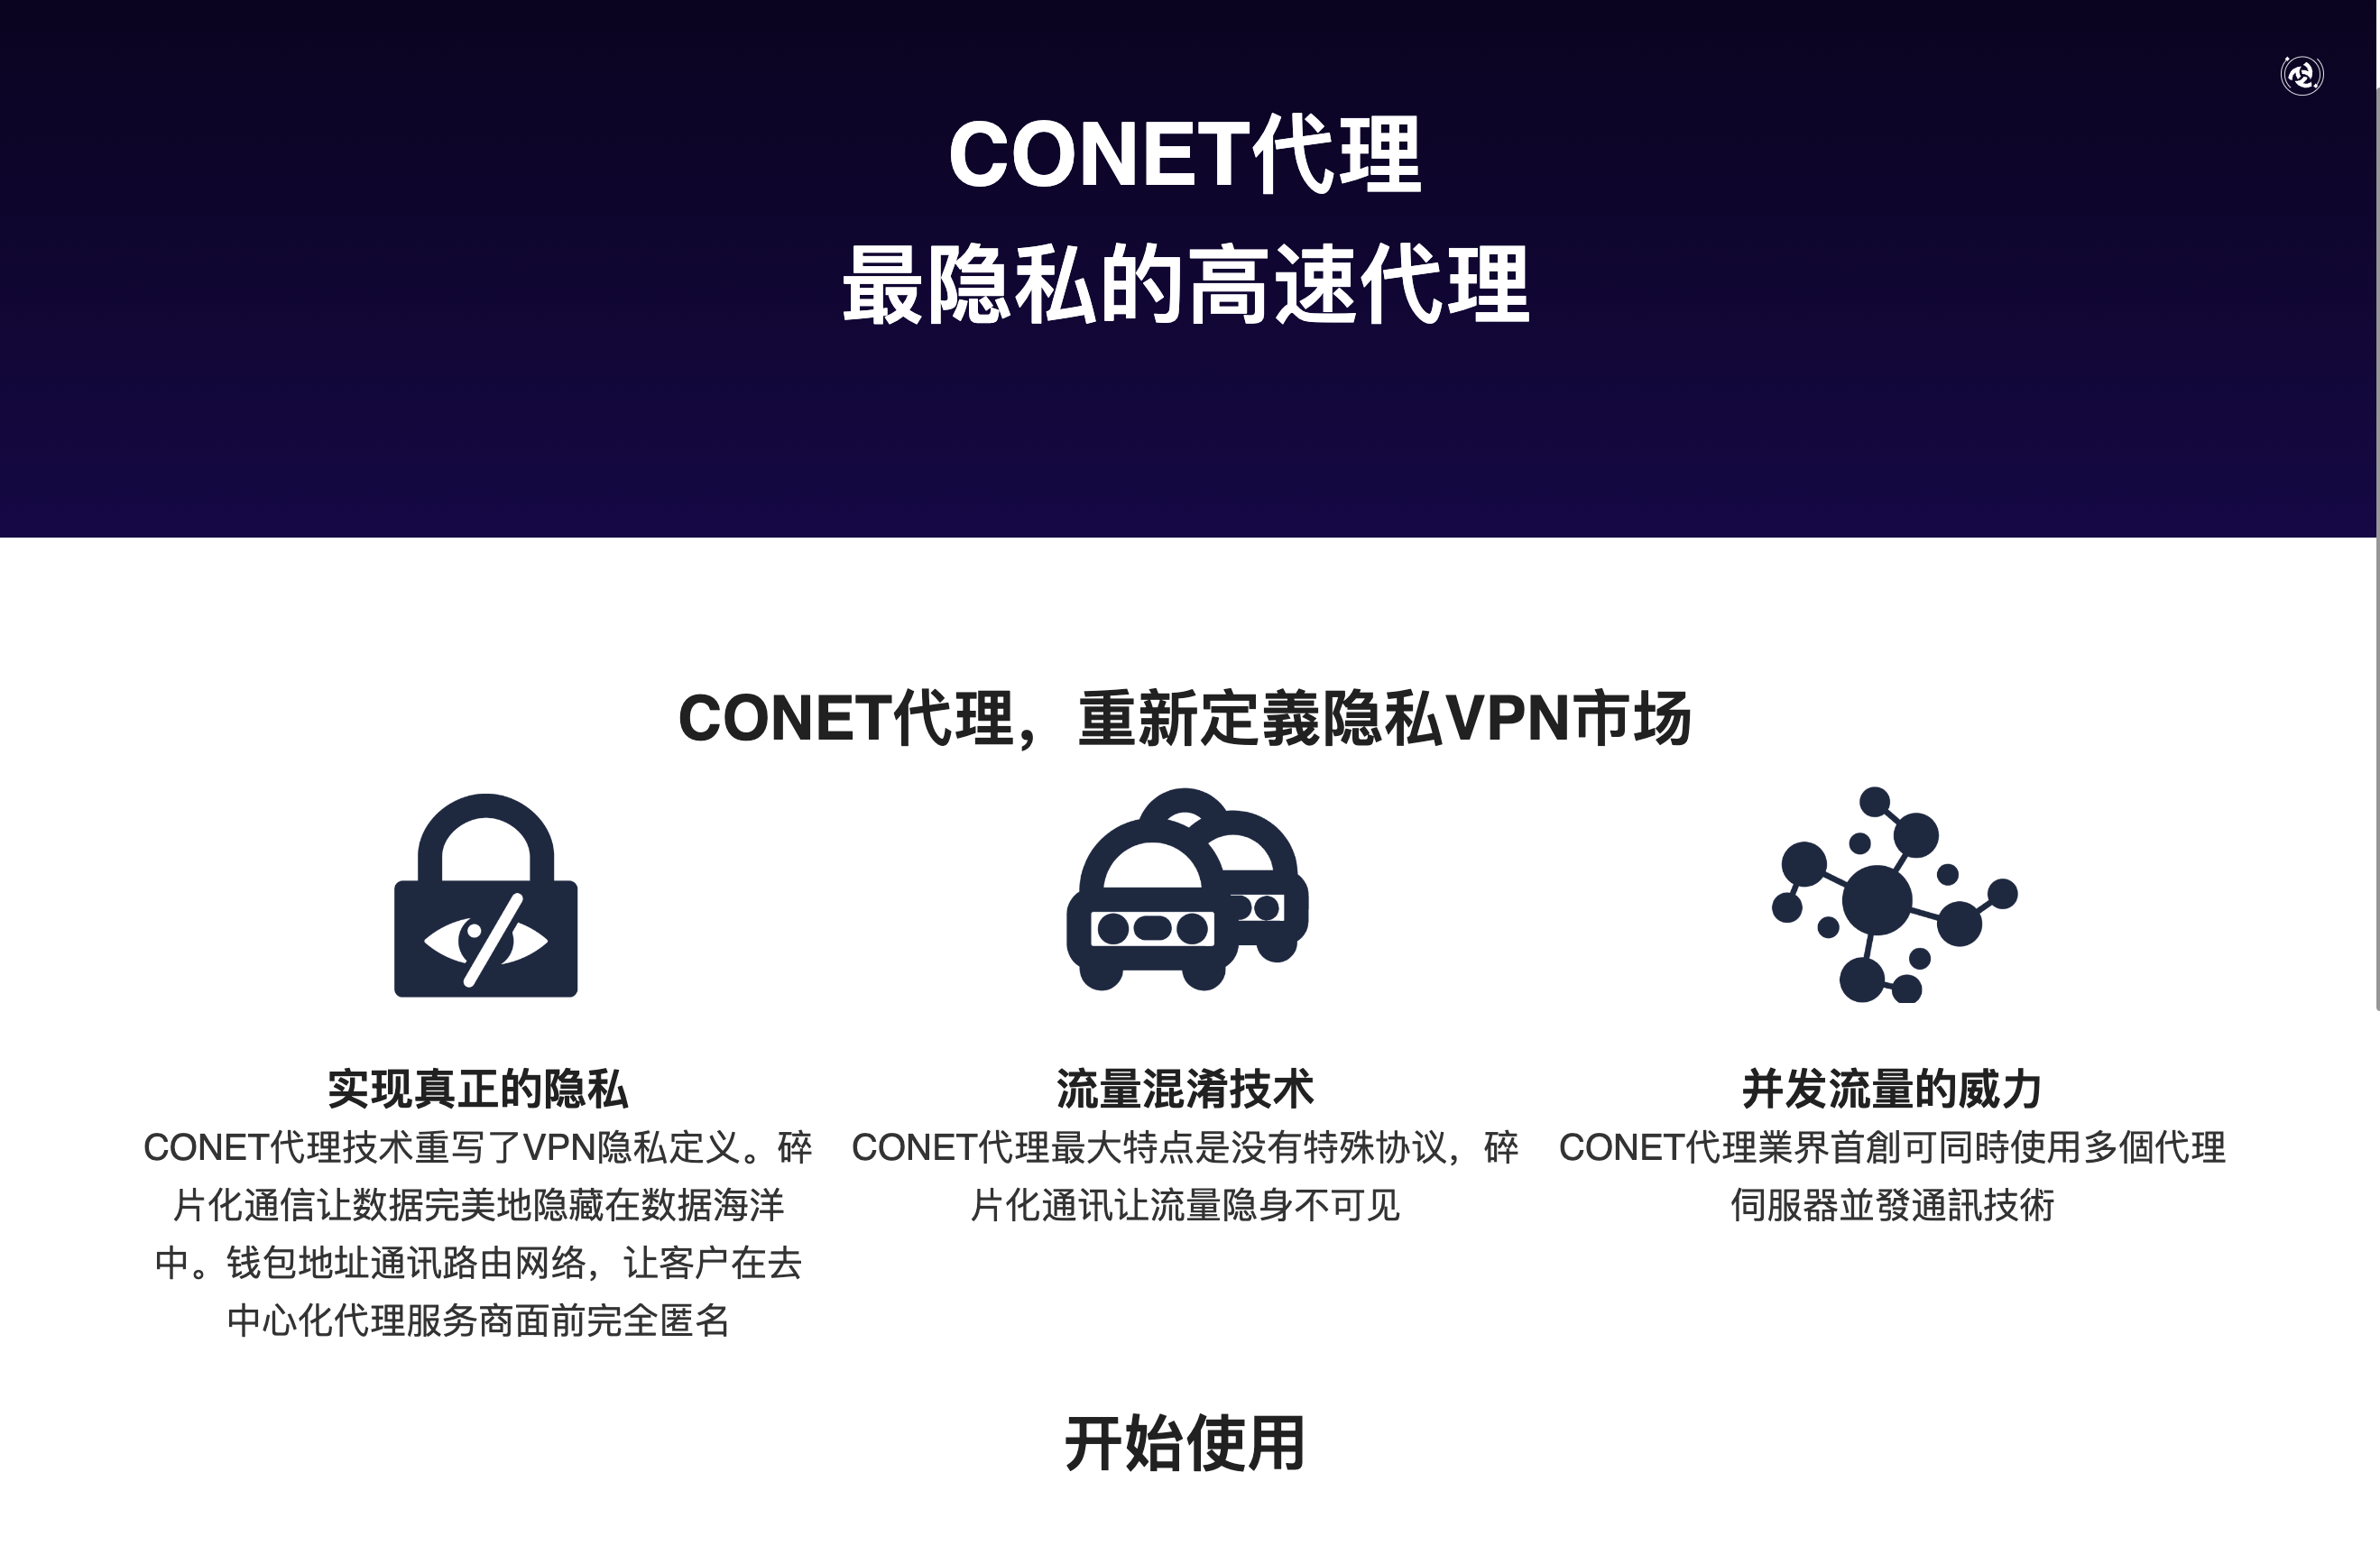 CONET代理
最隐私的高速代理
CONET代理，重新定義隐私VPN市场
实现真正的隐私
CONET代理技术重写了VPN隐私定义。碎
片化通信让数据完美地隐藏在数据海洋
中。钱包地址通讯路由网络，让客户在去
中心化代理服务商面前完全匿名
流量混淆技术
CONET代理最大特点是没有特殊协议，碎
片化通讯让流量隐身不可见
并发流量的威力
CONET代理業界首創可同時使用多個代理
伺服器並發通訊技術
开始使用